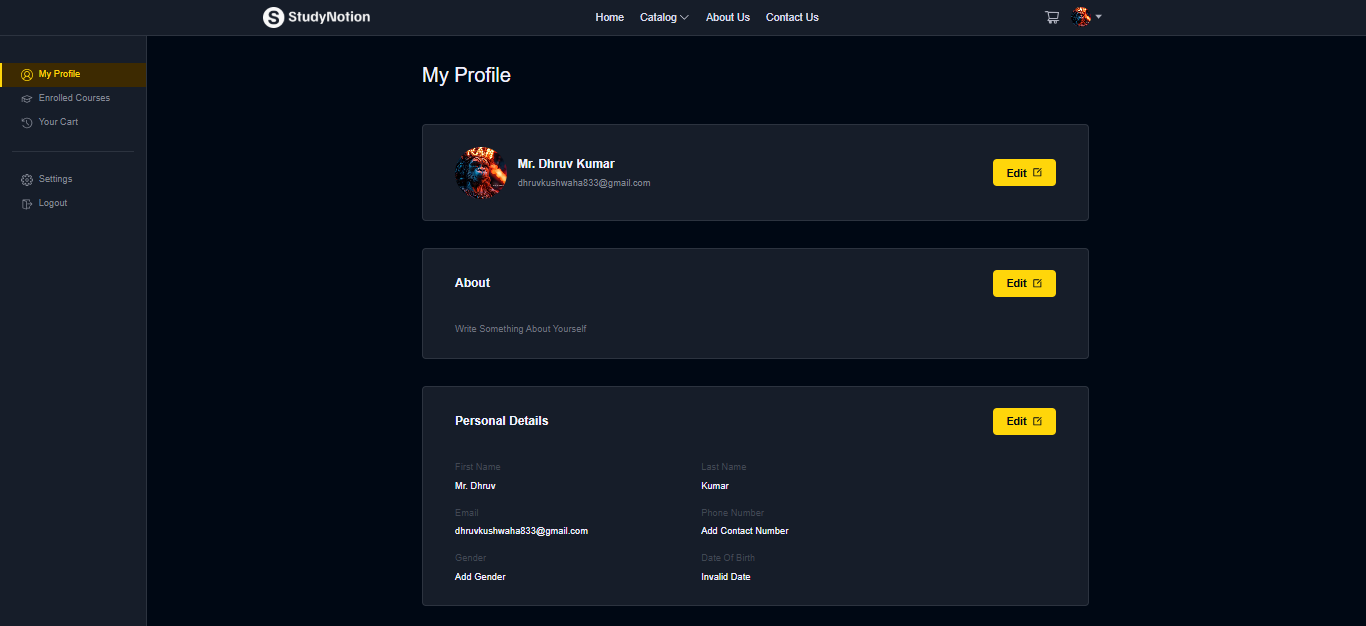 StudyNotion
Home Catalog About Us Contact Us
My Profile
Enrolled Courses
Your Cart
Settings
Logout
My Profile
Mr. Dhruv Kumar
dhruvkushwaha833@gmail.com
Edit
About
Edit
Write Something About Yourself
Personal Details
Edit
First Name
Mr. Dhruv
Last Name
Kumar
Email
dhruvkushwaha833@gmail.com
Phone Number
Add Contact Number
Gender
Add Gender
Date Of Birth
Invalid Date